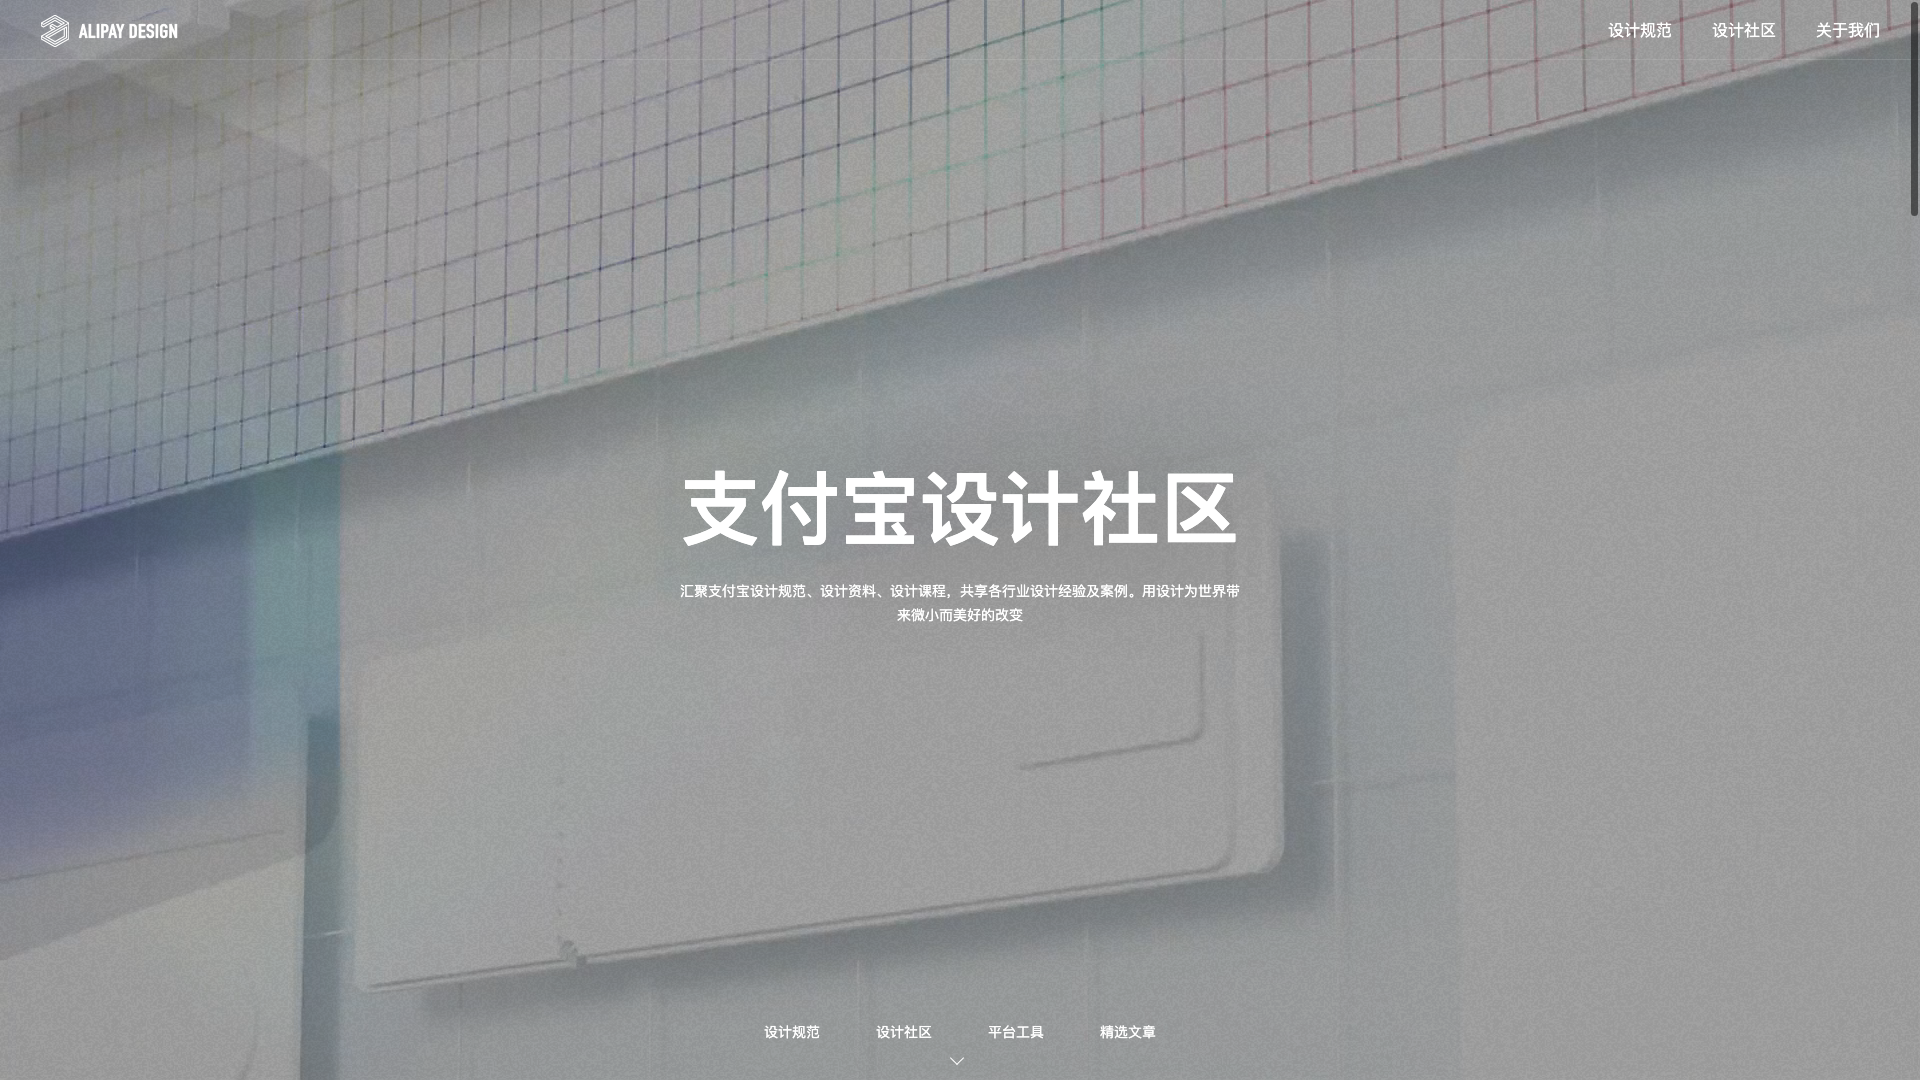 ALIPAY DESIGN
设计规范
设计社区
关于我们
支付宝设计社区
汇聚支付宝设计规范、设计资料、设计课程，共享各行业设计经验及案例。用设计为世界带
来微小而美好的改变
设计规范
设计社区
平台工具
精选文章